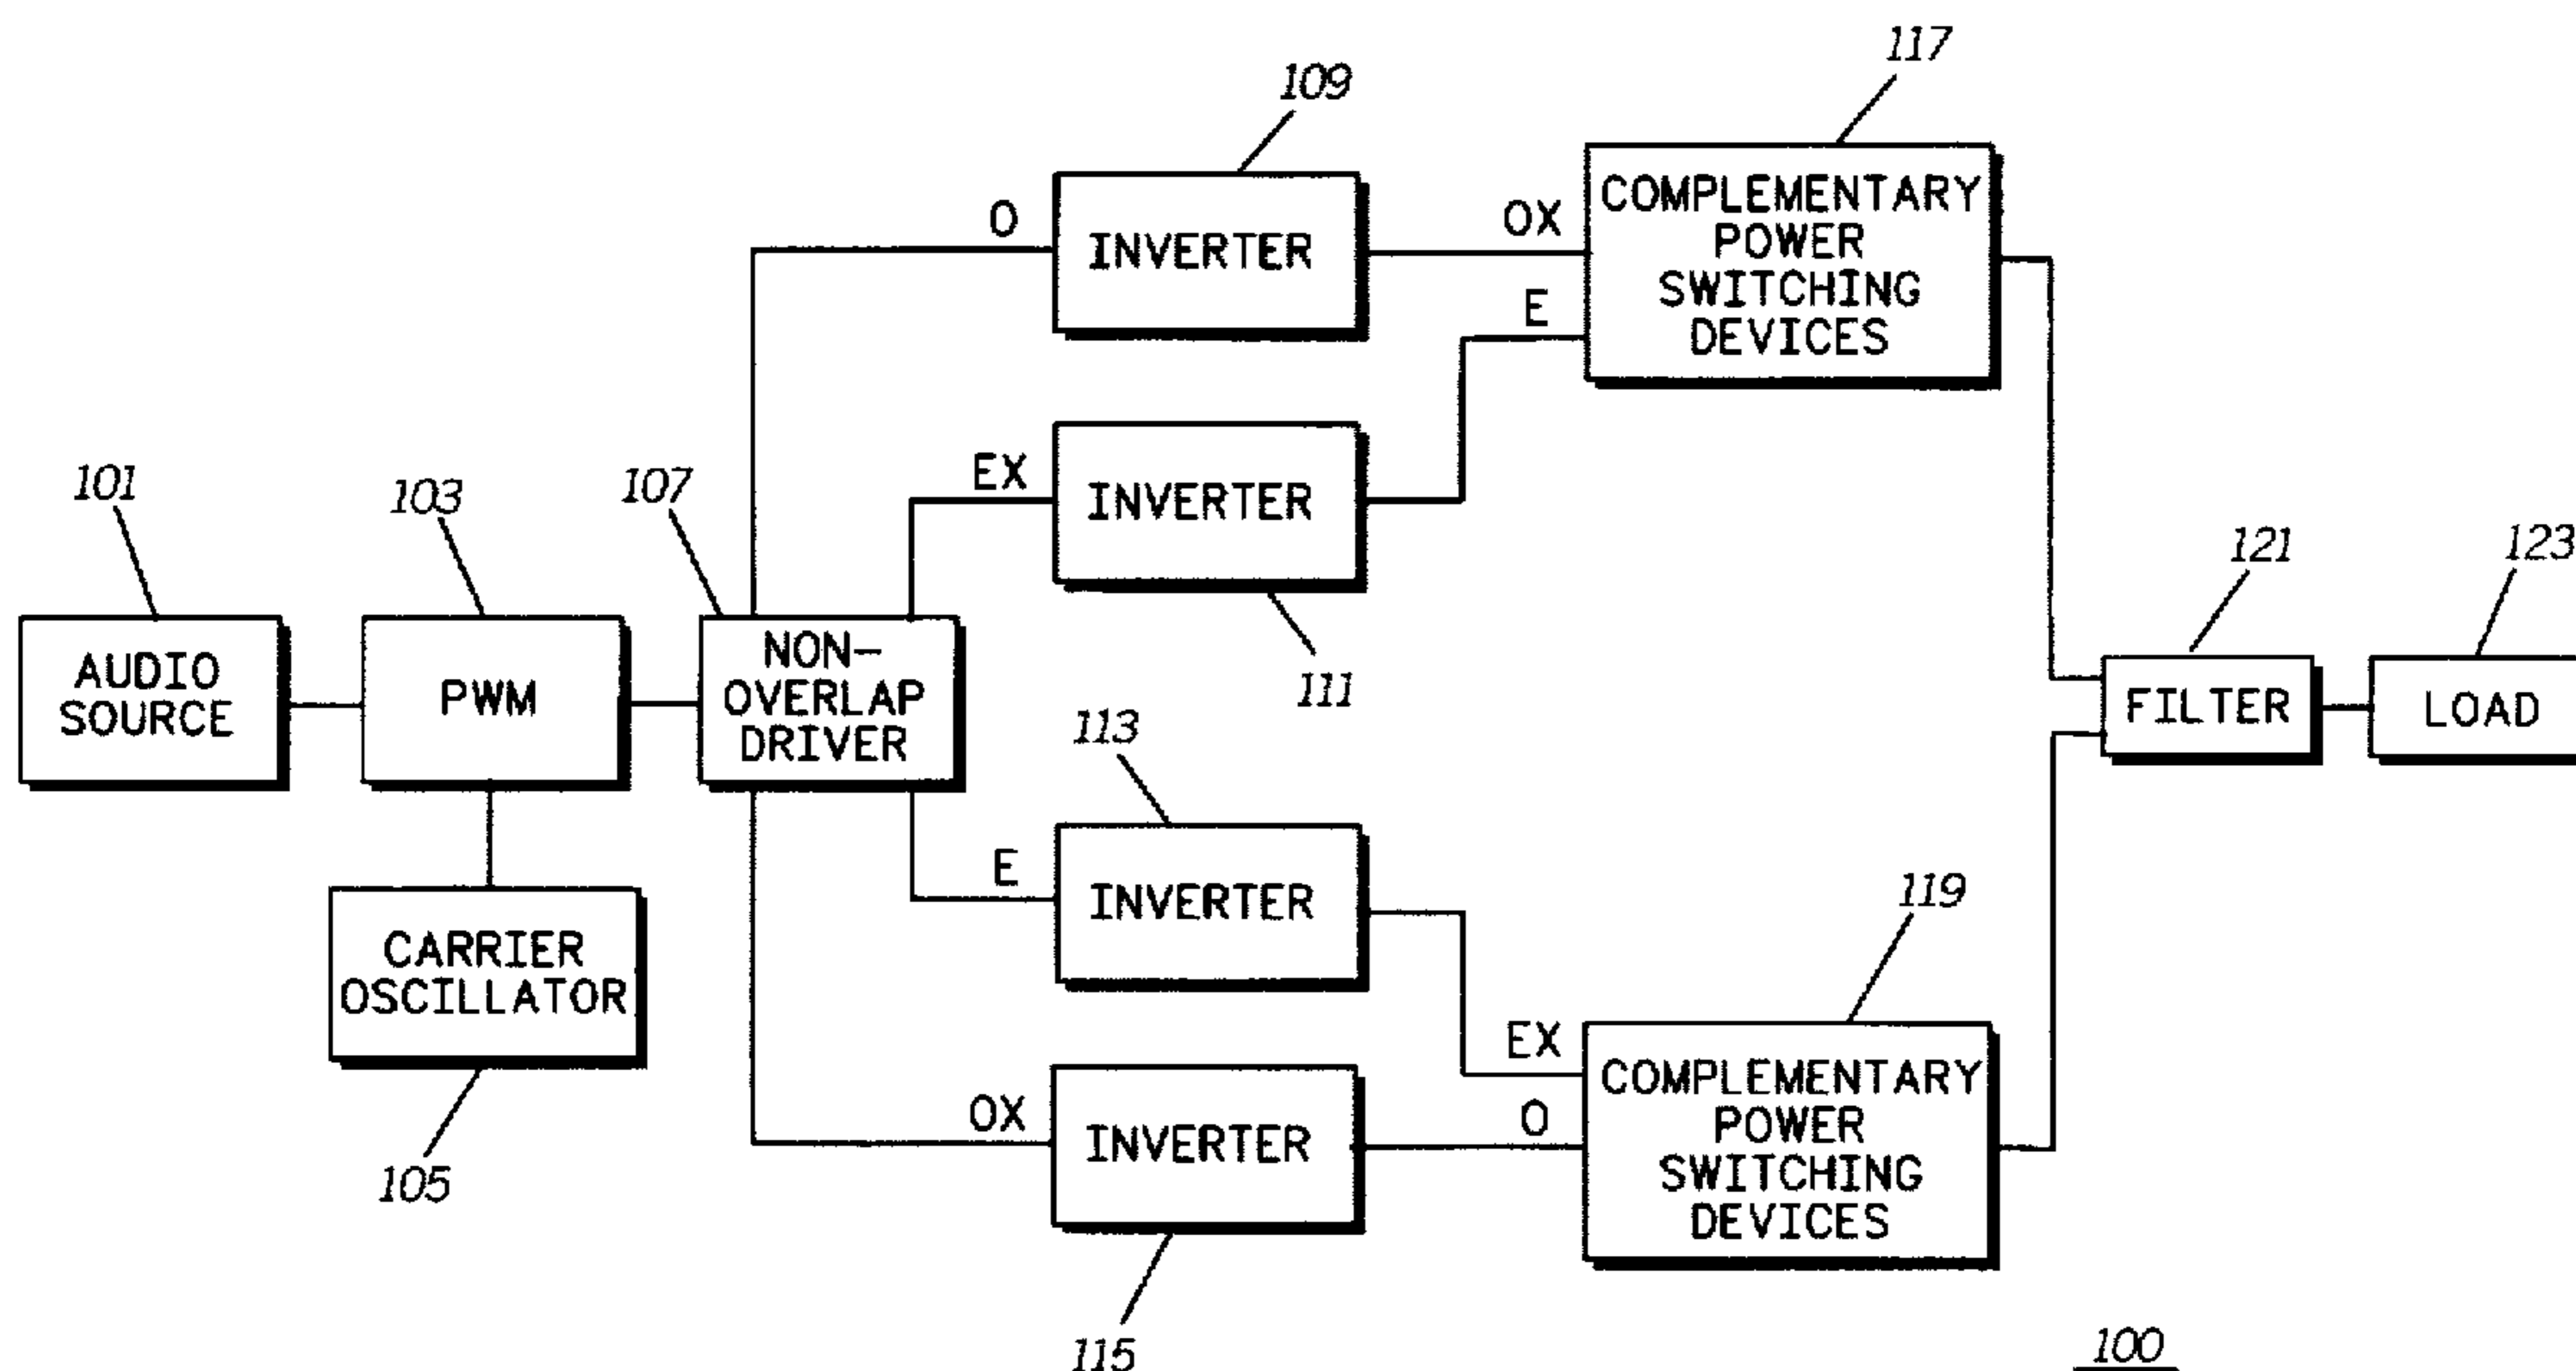 117
109
O
INVERTER
OX
E
COMPLEMENTARY
POWER
SWITCHING
DEVICES
EX
INVERTER
111
101
103
107
AUDIO
SOURCE
PWM
NON-
OVERLAP
DRIVER
121
123
FILTER
LOAD
113
E
INVERTER
CARRIER
OSCILLATOR
105
119
EX
O
COMPLEMENTARY
POWER
SWITCHING
DEVICES
OX
INVERTER
115
100